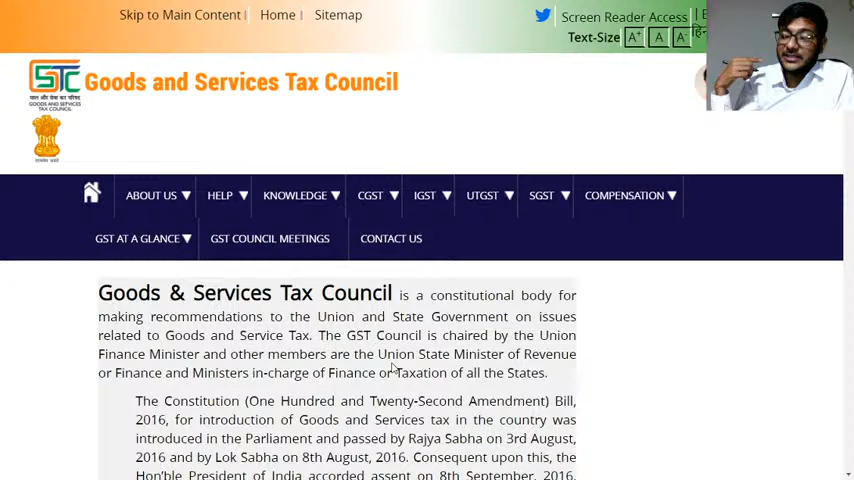 Skip to Main Content | Home | Sitemap
Screen Reader Access |
Text-Size A+ A A-
GSTC
GOODS AND SERVICES
TAX COUNCIL
Goods and Services Tax Council
ABOUT US ▼ HELP ▼ KNOWLEDGE ▼ CGST ▼ IGST ▼ UTGST ▼ SGST ▼ COMPENSATION ▼
GST AT A GLANCE ▼ GST COUNCIL MEETINGS CONTACT US
Goods & Services Tax Council is a constitutional body for
making recommendations to the Union and State Government on issues
related to Goods and Service Tax. The GST Council is chaired by the Union
Finance Minister and other members are the Union State Minister of Revenue
or Finance and Ministers in-charge of Finance or Taxation of all the States.
The Constitution (One Hundred and Twenty-Second Amendment) Bill,
2016, for introduction of Goods and Services tax in the country was
introduced in the Parliament and passed by Rajya Sabha on 3rd August,
2016 and by Lok Sabha on 8th August, 2016. Consequent upon this, the
Hon'ble President of India accorded assent on 8th September, 2016,